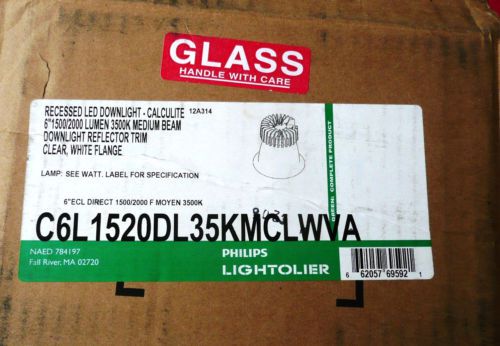 GLASS
HANDLE WITH CARE
RECESSED LED DOWNLIGHT - CALCULITE 12A314
6"1500/2000 LUMEN 3500K MEDIUM BEAM
DOWNLIGHT REFLECTOR TRIM
CLEAR, WHITE FLANGE
LAMP: SEE WATT. LABEL FOR SPECIFICATION
GREEN: COMPLETE PRODUCT
6"ECL DIRECT 1500/2000 F MOYEN 3500K
C6L1520DL35KMCLWVA
NAED 784197
Fall River, MA 02720
PHILIPS
LIGHTOLIER
6 62057 69592 1